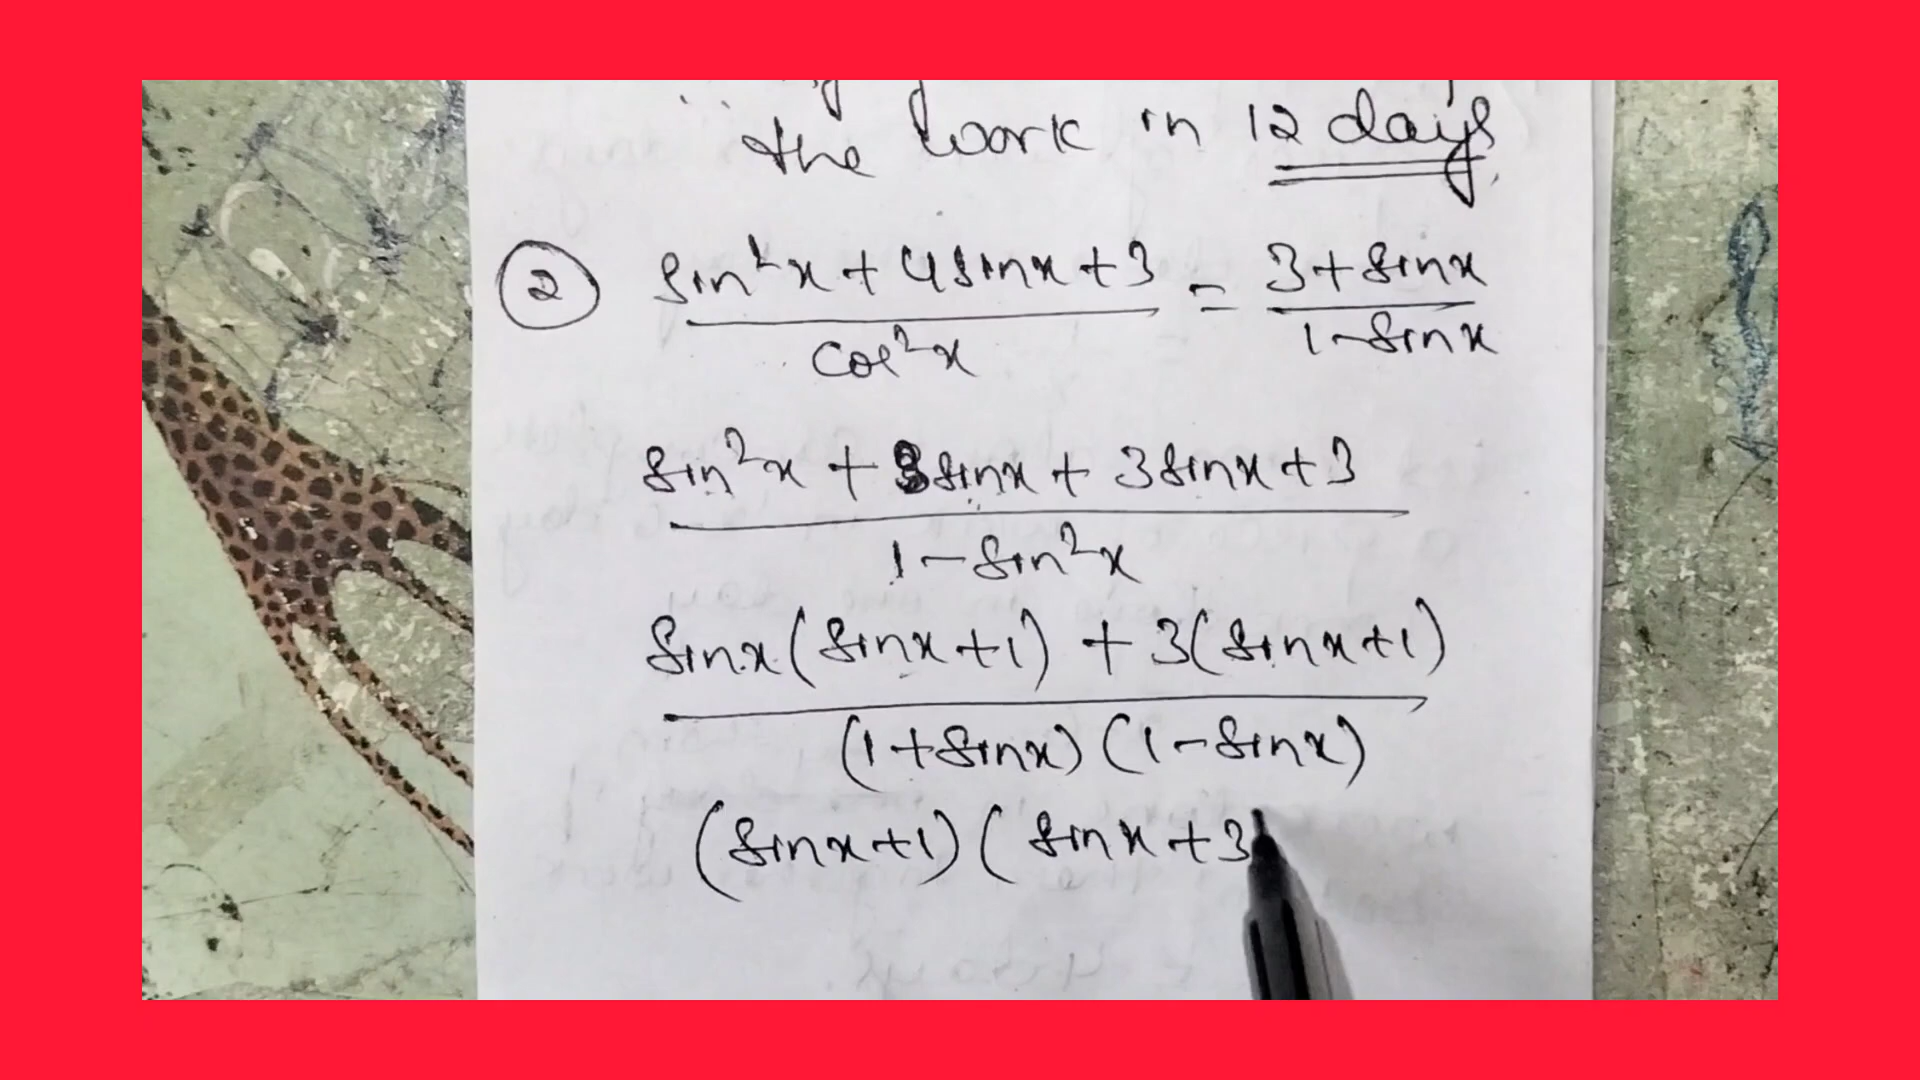 the work in 12 days
② sin²x + 4sinx + 3 / cos²x = 3 + sinx / 1 - sinx
sin²x + sinx + 3sinx + 3
1 - sin²x
sinx (sinx + 1) + 3(sinx + 1)
(1 + sinx) (1 - sinx)
(sinx + 1) ( sinx + 3